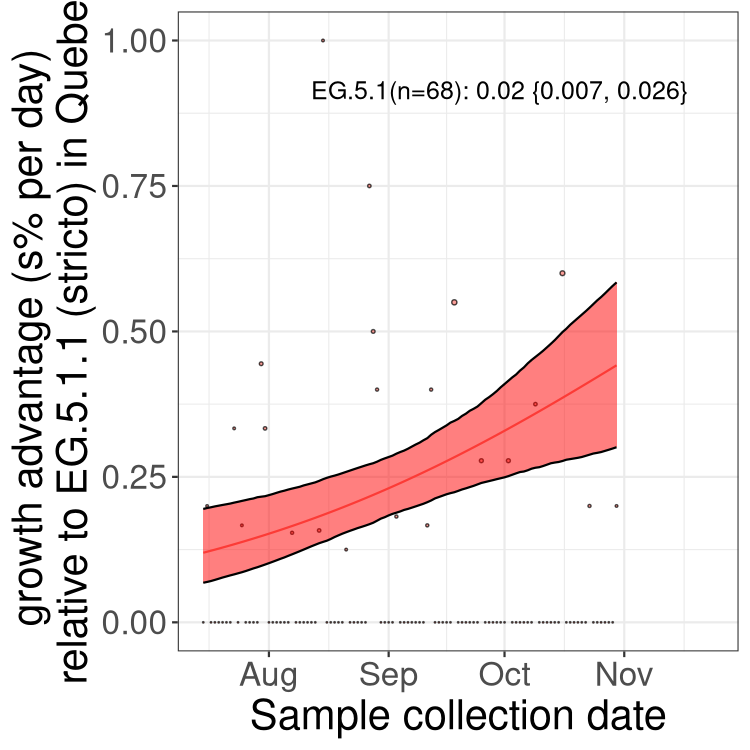 growth advantage (s% per day)
relative to EG.5.1.1 (stricto) in Quebe
1.00
0.75
0.50
0.25
0.00
EG.5.1(n=68): 0.02 {0.007, 0.026}
Aug Sep Oct Nov
Sample collection date